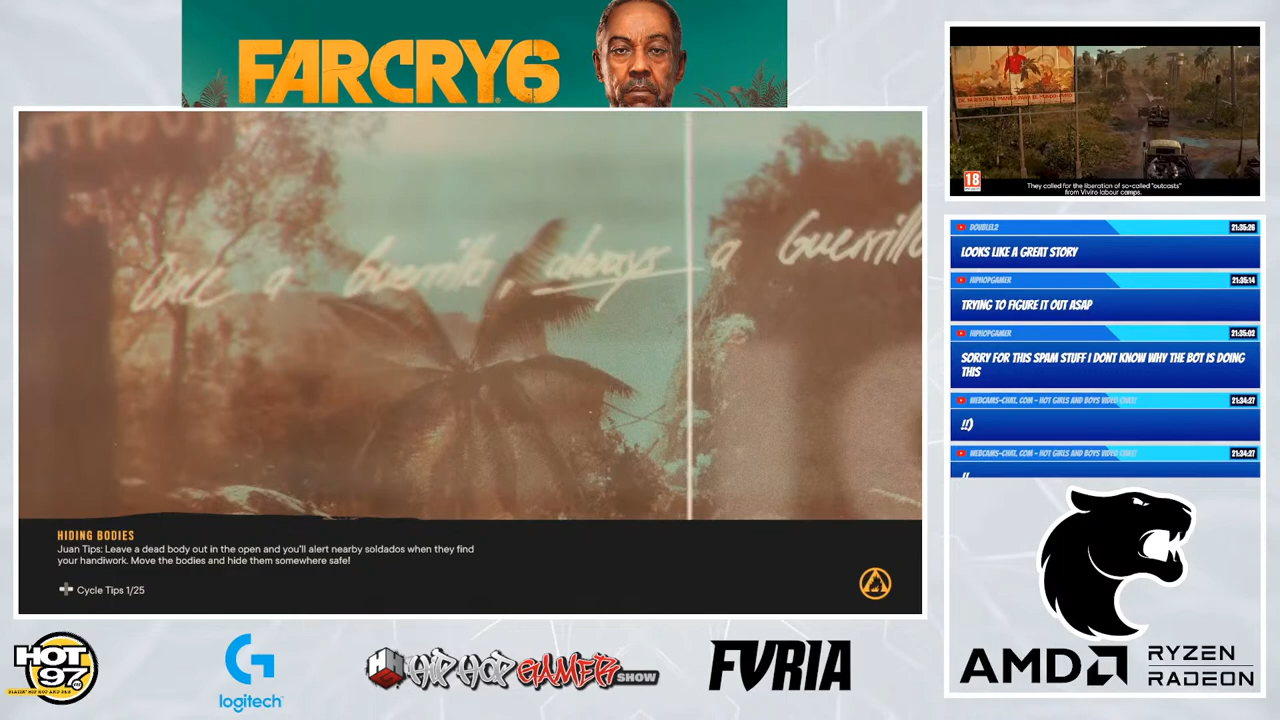 FARCRY6
Once a Guerrilla, always a Guerrilla
HIDING BODIES
Juan Tips: Leave a dead body out in the open and you'll alert nearby soldados when they find
your handiwork. Move the bodies and hide them somewhere safe!
Cycle Tips 1/25
18
They called for the liberation of so-called "outcasts"
from Viviro labour camps.
DOUBLEL2 21:35:26
LOOKS LIKE A GREAT STORY
HIPHOPGAMER 21:35:14
TRYING TO FIGURE IT OUT ASAP
HIPHOPGAMER 21:35:02
SORRY FOR THIS SPAM STUFF I DONT KNOW WHY THE BOT IS DOING
THIS
WEBCAMS-CHAT. COM - HOT GIRLS AND BOYS VIDEO CHAT! 21:34:27
!!)
WEBCAMS-CHAT. COM - HOT GIRLS AND BOYS VIDEO CHAT! 21:34:27
!!
AMD
RYZEN
RADEON
HOT
97
BLAZIN' HIP HOP AND R&B
logitech
HIP HOP GAMER SHOW
FVRIA